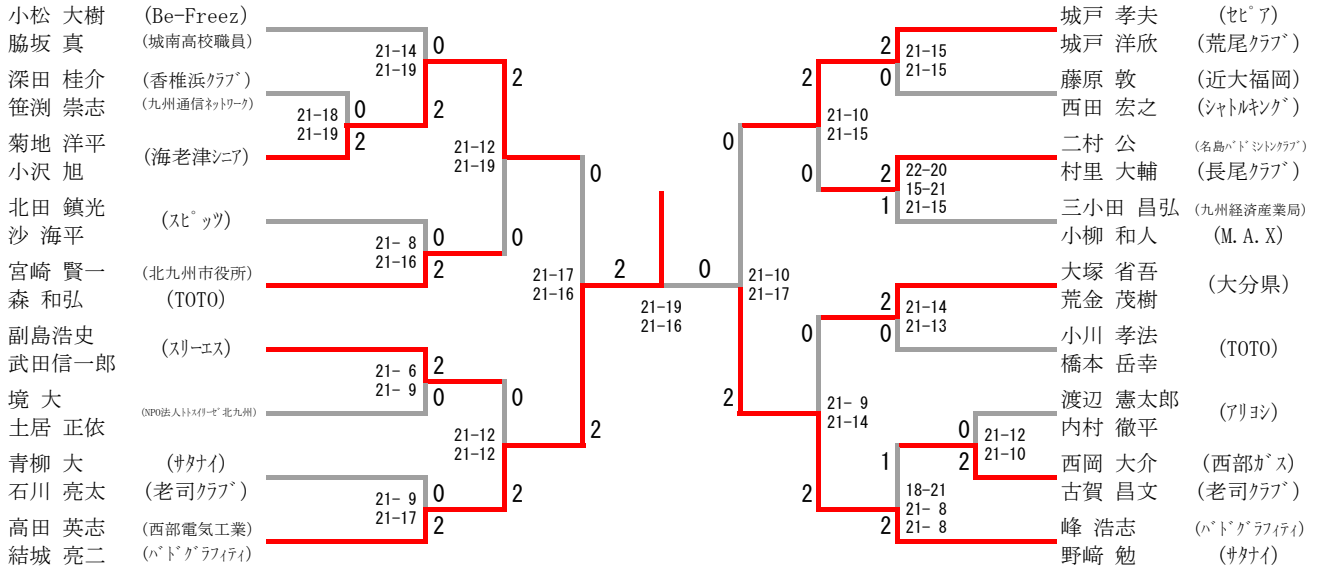 小松 大樹 (Be-Freez)
脇坂 真 (城南高校職員)
深田 桂介 (香椎浜クラブ)
笹渕 崇志 (九州通信ネットワーク)
菊地 洋平
(海老津シニア)
小沢 旭
北田 鎮光
(スピッツ)
沙 海平
宮崎 賢一 (北九州市役所)
森 和弘 (TOTO)
副島浩史
(スリーエス)
武田信一郎
境 大
(NPO法人トトスイリーゼ北九州)
土居 正依
青柳 大 (サタナイ)
石川 亮太 (老司クラブ)
高田 英志 (西部電気工業)
結城 亮二 (バドグラフィティ)
21-14 0
21-19
2
21-18 0
21-19 2
2
21-12
21-19
0
21- 8 0
21-16 2
0
21-17
21-16
21- 6 2
21- 9 0
0
21-12
21-12
2
21- 9 0
21-17 2
2
2 0
21-19
21-16
城戸 孝夫 (セピア)
城戸 洋欣 (荒尾クラブ)
藤原 敦 (近大福岡)
西田 宏之 (シャトルキング)
二村 公 (名島バドミントンクラブ)
村里 大輔 (長尾クラブ)
三小田 昌弘 (九州経済産業局)
小柳 和人 (M.A.X)
大塚 省吾
(大分県)
荒金 茂樹
小川 孝法
(TOTO)
橋本 岳幸
渡辺 憲太郎
(アリヨシ)
内村 徹平
西岡 大介 (西部ガス)
古賀 昌文 (老司クラブ)
峰 浩志 (バドグラフィティ)
野﨑 勉 (サタナイ)
2 21-15
0 21-15
2
21-10
21-15
0
0
2 22-20
15-21
1 21-15
21-10
21-17
2 21-14
0 21-13
0
21- 9
21-14
2
0 21-12
2 21-10
1
18-21
21- 8
2 21- 8
2